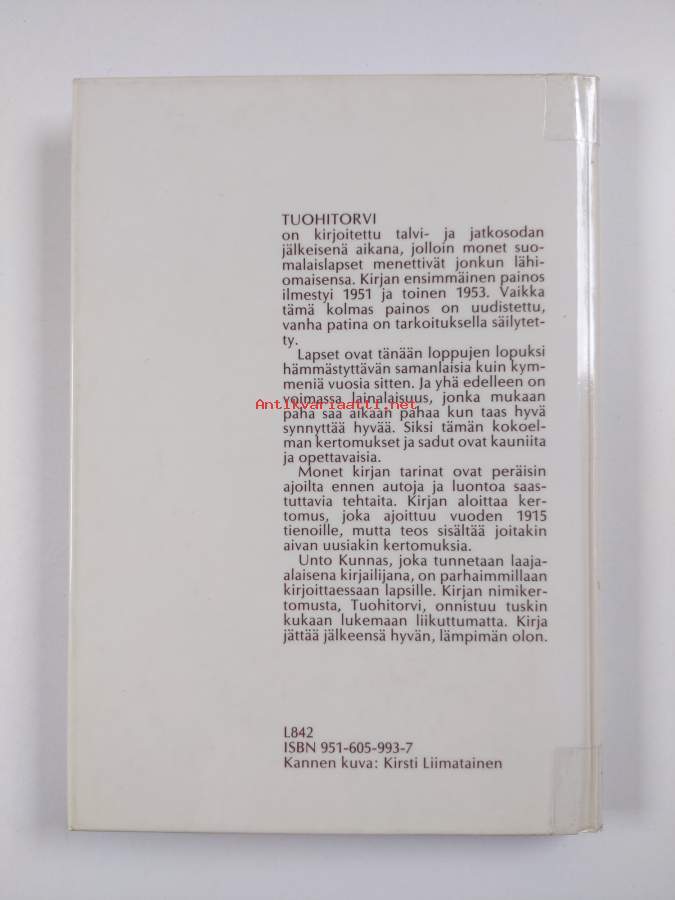 TUOHITORVI
on kirjoitettu talvi- ja jatkosodan
jälkeisenä aikana, jolloin monet suo-
malaislapset menettivät jonkun lähi-
omaisensa. Kirjan ensimmäinen painos
ilmestyi 1951 ja toinen 1953. Vaikka
tämä kolmas painos on uudistettu,
vanha patina on tarkoituksella säilytet-
ty.
Lapset ovat tänään loppujen lopuksi
hämmästyttävän samanlaisia kuin kym-
meniä vuosia sitten. Ja yhä edelleen on
voimassa lainalaisuus, jonka mukaan
Antikvariaatti.net
paha saa aikaan pahaa kun taas hyvä
synnyttää hyvää. Siksi tämän kokoel-
man kertomukset ja sadut ovat kauniita
ja opettavaisia.
Monet kirjan tarinat ovat peräisin
ajoilta ennen autoja ja luontoa saas-
tuttavia tehtaita. Kirjan aloittaa ker-
tomus, joka ajoittuu vuoden 1915
tienoille, mutta teos sisältää joitakin
aivan uusiakin kertomuksia.
Unto Kunnas, joka tunnetaan laaja-
alaisena kirjailijana, on parhaimmillaan
kirjoittaessaan lapsille. Kirjan nimiker-
tomusta, Tuohitorvi, onnistuu tuskin
kukaan lukemaan liikuttumatta. Kirja
jättää jälkeensä hyvän, lämpimän olon.
L842
ISBN 951-605-993-7
Kannen kuva: Kirsti Liimatainen